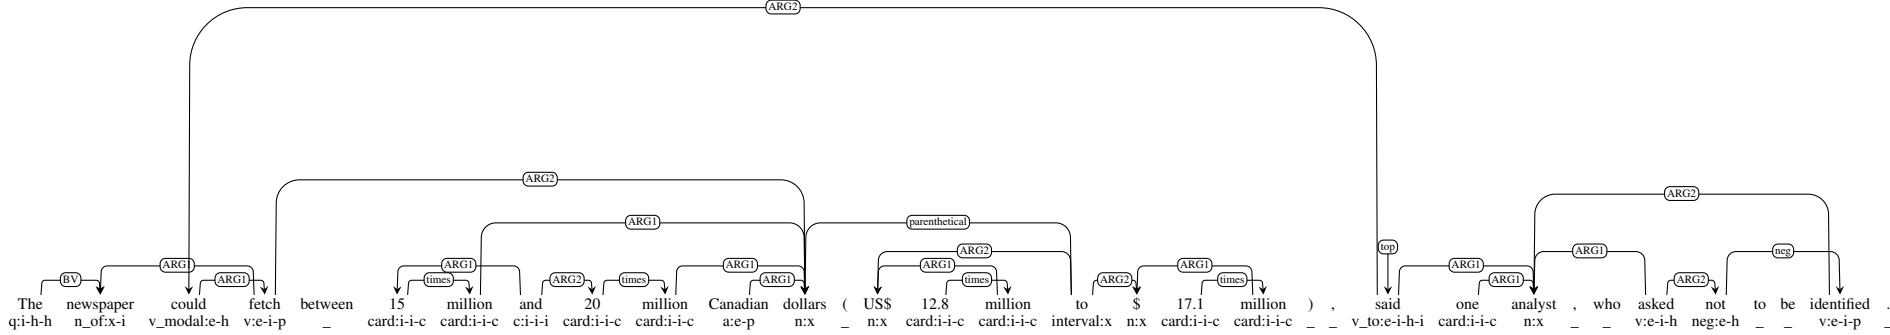 ARG2
ARG2
ARG2
ARG1 parenthetical
top
ARG2 ARG1 neg
ARG1 ARG1 ARG1 ARG1 ARG1 ARG1
BV ARG1 times ARG2 times ARG1 times ARG2 times ARG1 ARG2
The newspaper could fetch between 15 million and 20 million Canadian dollars ( US$ 12.8 million to $ 17.1 million ) , said one analyst , who asked not to be identified .
q:i-h-h n_of:x-i v_modal:e-h v:e-i-p _ card:i-i-c card:i-i-c c:i-i-i card:i-i-c card:i-i-c a:e-p n:x _ n:x card:i-i-c card:i-i-c interval:x n:x card:i-i-c card:i-i-c _ _ v_to:e-i-h-i card:i-i-c n:x _ _ v:e-i-h neg:e-h _ _ v:e-i-p _